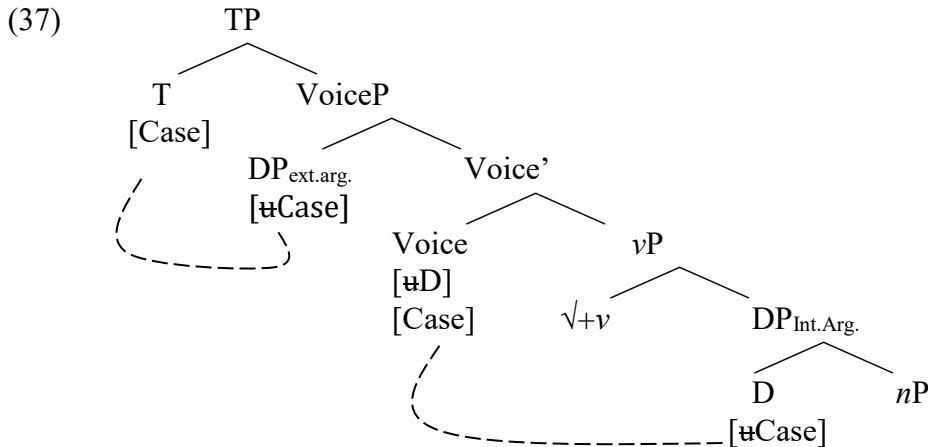 (37) TP
T VoiceP
[Case]
DPext.arg. Voice’
[uCase]
Voice vP
[uD]
[Case] √+v DPInt.Arg.
D nP
[uCase]